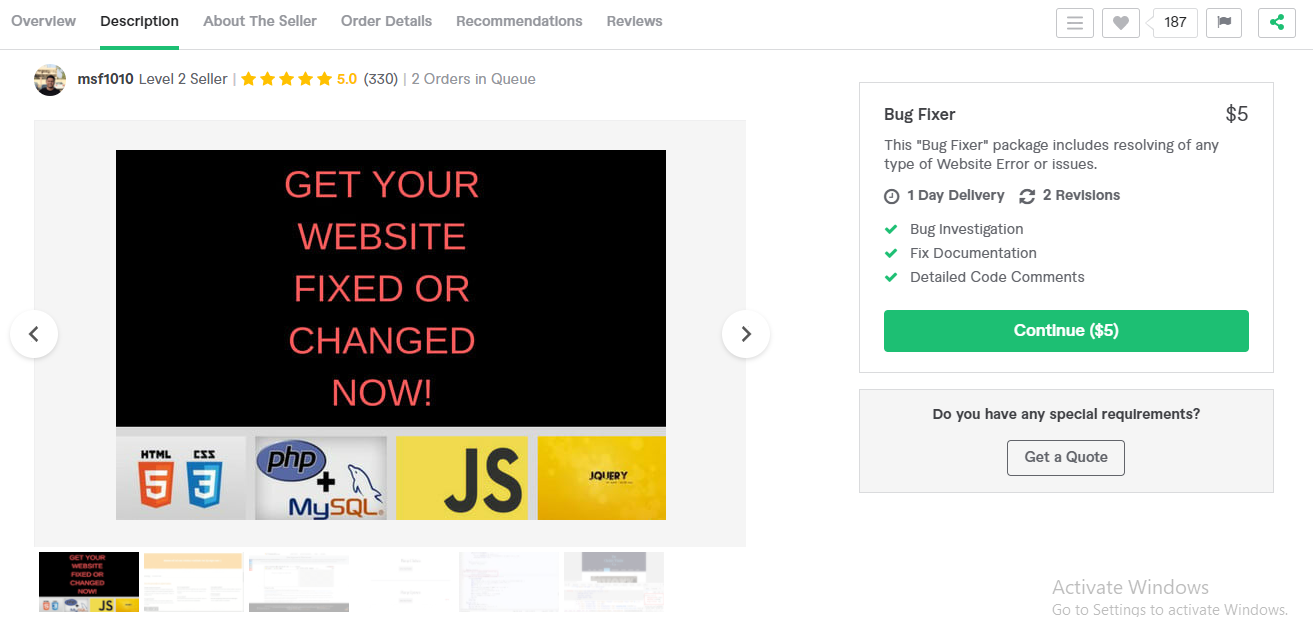 Overview Description About The Seller Order Details Recommendations Reviews 187
msf1010 Level 2 Seller | 5.0 (330) | 2 Orders in Queue
GET YOUR
WEBSITE
FIXED OR
CHANGED
NOW!
HTML CSS
5 3
php
+
MySQL
JS
JQUERY
GET YOUR
WEBSITE
FIXED OR
CHANGED
NOW!
JS
Bug Fixer $5
This "Bug Fixer" package includes resolving of any
type of Website Error or issues.
1 Day Delivery 2 Revisions
Bug Investigation
Fix Documentation
Detailed Code Comments
Continue ($5)
Do you have any special requirements?
Get a Quote
Activate Windows
Go to Settings to activate Windows.